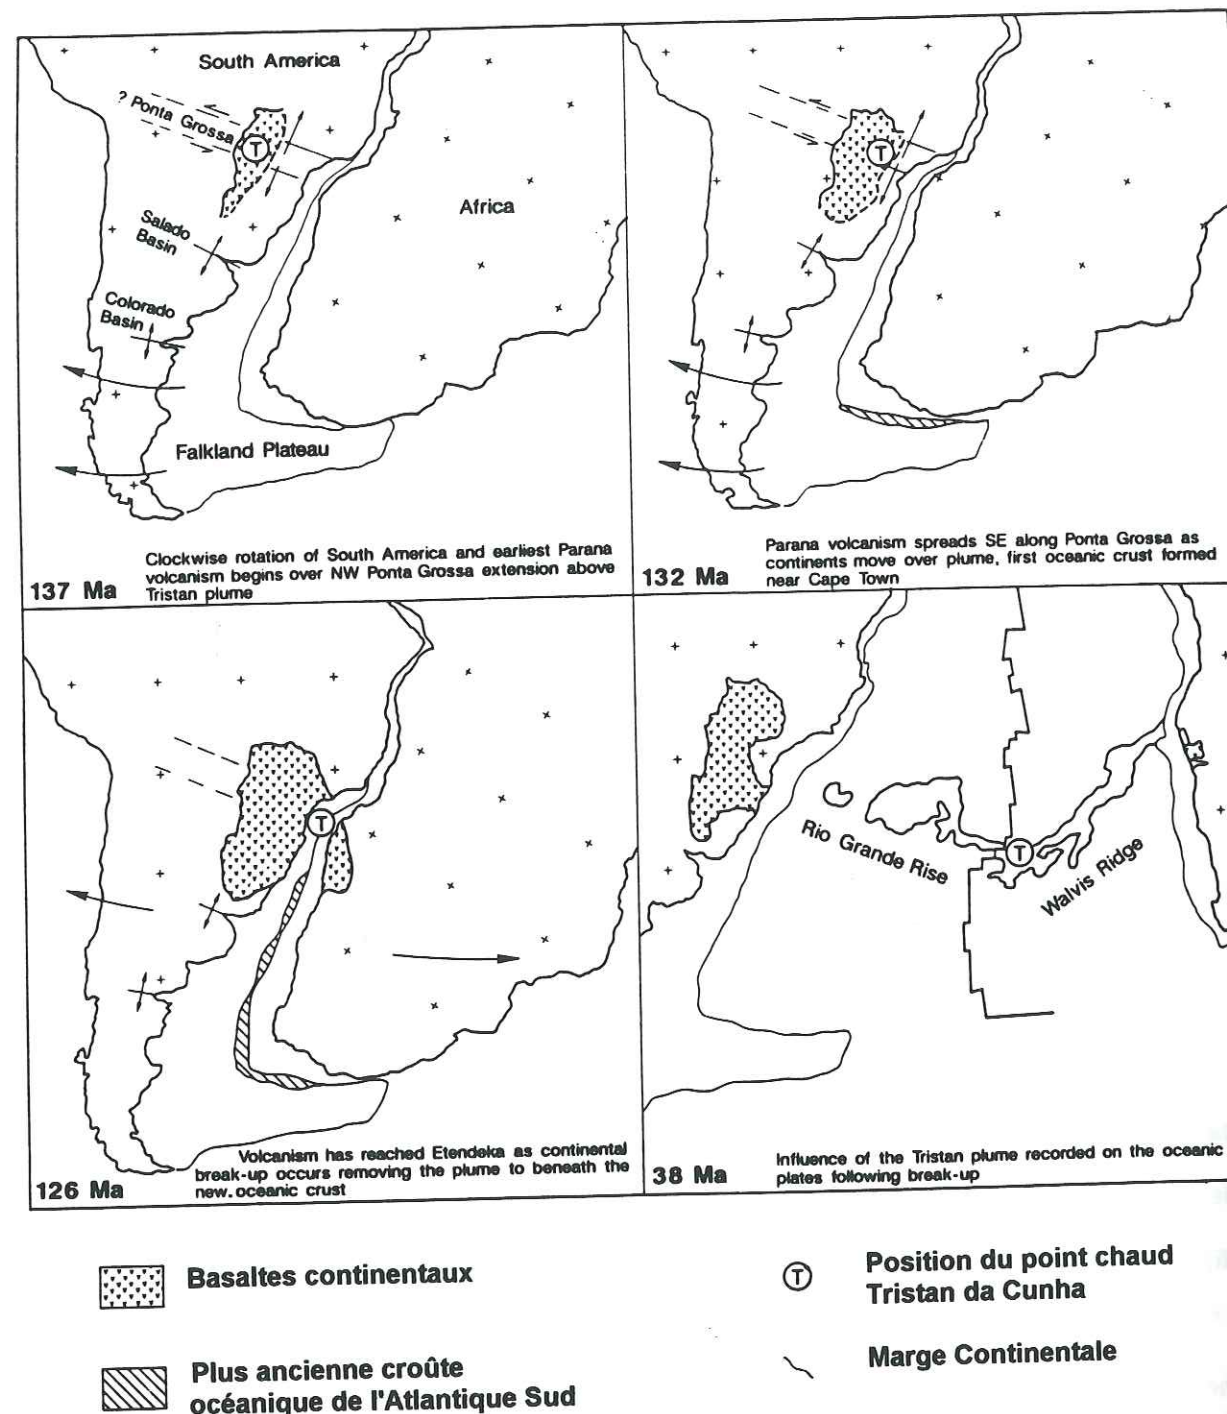 South America
? Ponta Grossa
T
Africa
Salado
Basin
Colorado
Basin
Falkland Plateau
137 Ma
Clockwise rotation of South America and earliest Parana
volcanism begins over NW Ponta Grossa extension above
Tristan plume
T
132 Ma
Parana volcanism spreads SE along Ponta Grossa as
continents move over plume, first oceanic crust formed
near Cape Town
T
126 Ma
Volcanism has reached Etendeka as continental
break-up occurs removing the plume to beneath the
new.oceanic crust
T
Rio Grande Rise
Walvis Ridge
38 Ma
Influence of the Tristan plume recorded on the oceanic
plates following break-up
Basaltes continentaux
T
Position du point chaud
Tristan da Cunha
Plus ancienne croûte
océanique de l'Atlantique Sud
Marge Continentale